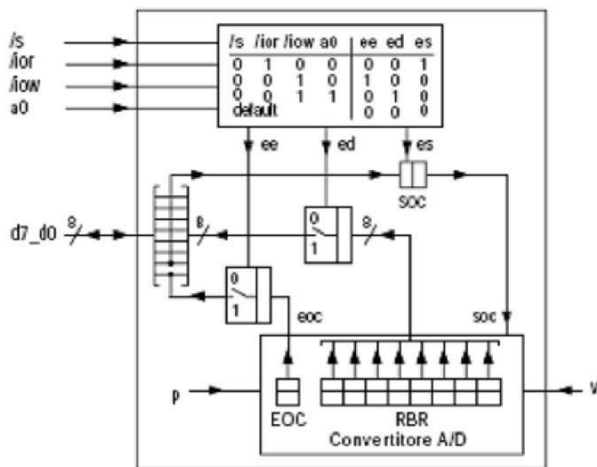 /s
/ior
/iow
a0
/s /ior /iow a0 ee ed es
0 1 0 0 0 0 1
0 0 1 0 1 0 0
0 0 1 1 0 1 0
default 0 0 0
ee ed es
SOC
d7_d0 8 8 0 1 8
0 1
eoc soc
p EOC RBR v
Convertitore A/D